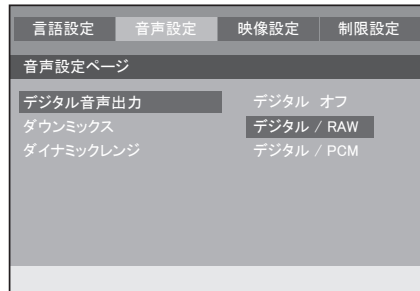 言語設定 音声設定 映像設定 制限設定
音声設定ページ
デジタル音声出力 デジタル オフ
ダウンミックス デジタル / RAW
ダイナミックレンジ デジタル / PCM